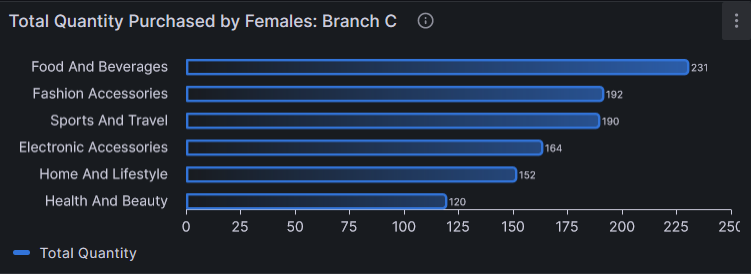 Total Quantity Purchased by Females: Branch C
Food And Beverages 231
Fashion Accessories 192
Sports And Travel 190
Electronic Accessories 164
Home And Lifestyle 152
Health And Beauty 120
0 25 50 75 100 125 150 175 200 225 25
Total Quantity